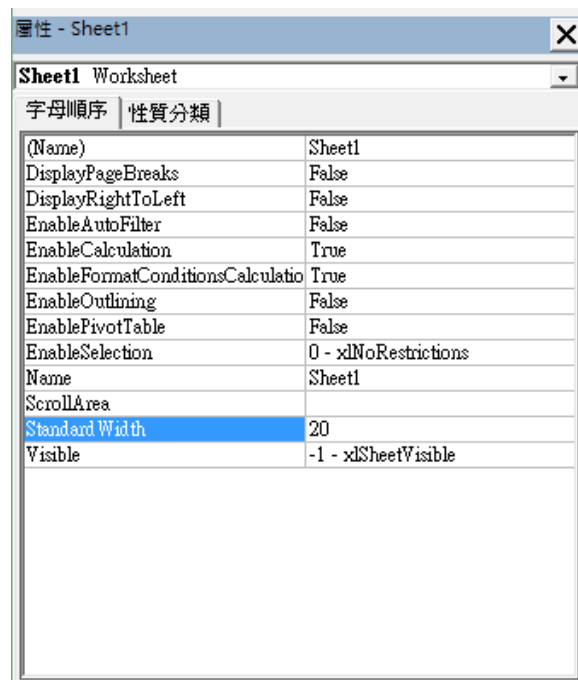 屬性 - Sheet1
Sheet1 Worksheet
字母順序 性質分類
(Name) Sheet1
DisplayPageBreaks False
DisplayRightToLeft False
EnableAutoFilter False
EnableCalculation True
EnableFormatConditionsCalculatio True
EnableOutlining False
EnablePivotTable False
EnableSelection 0 - xlNoRestrictions
Name Sheet1
ScrollArea
Standard Width 20
Visible -1 - xlSheetVisible